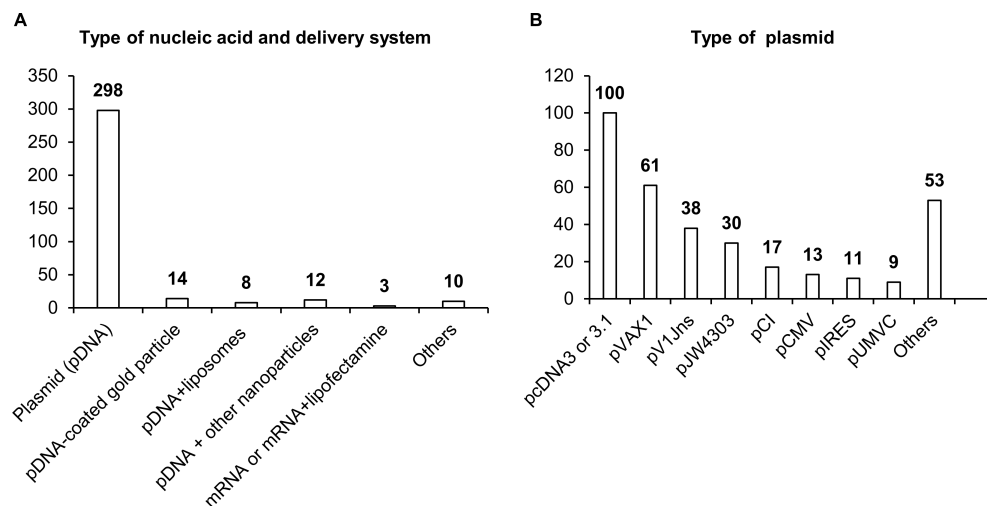 A
Type of nucleic acid and delivery system
350
300
250
200
150
100
50
0
298
14
8
12
3
10
Plasmid (pDNA)
pDNA-coated gold particle
pDNA+liposomes
pDNA + other nanoparticles
mRNA or mRNA+lipofectamine
Others
B
Type of plasmid
120
100
80
60
40
20
0
100
61
38
30
17
13
11
9
53
pcDNA3 or 3.1
pVAX1
pV1Jns
pJW4303
pCI
pCMV
pIRES
pUMVC
Others